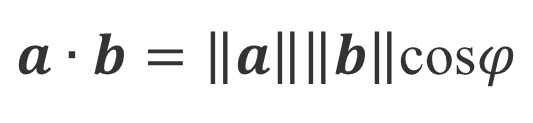 a · b = ‖a‖‖b‖cosφ